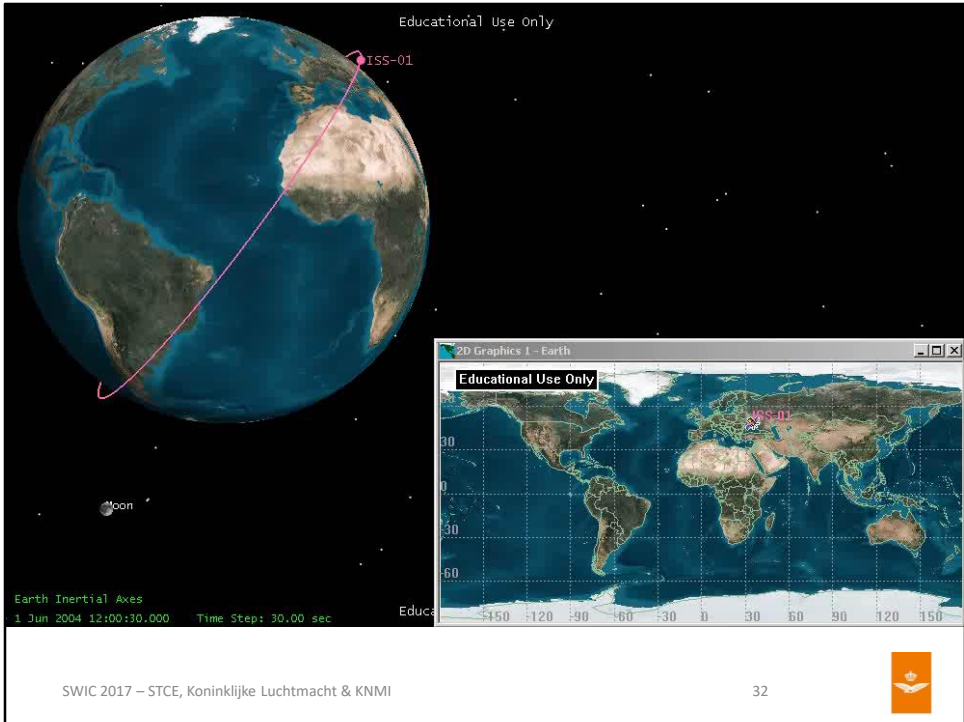 Educational Use Only
ISS-01
2D Graphics 1 - Earth
Educational Use Only
ISS-01
30
0
-30
-60
-150 -120 -90 -60 -30 0 30 60 90 120 150
Moon
Earth Inertial Axes
1 Jun 2004 12:00:30.000 Time Step: 30.00 sec
Educa
SWIC 2017 – STCE, Koninklijke Luchtmacht & KNMI
32